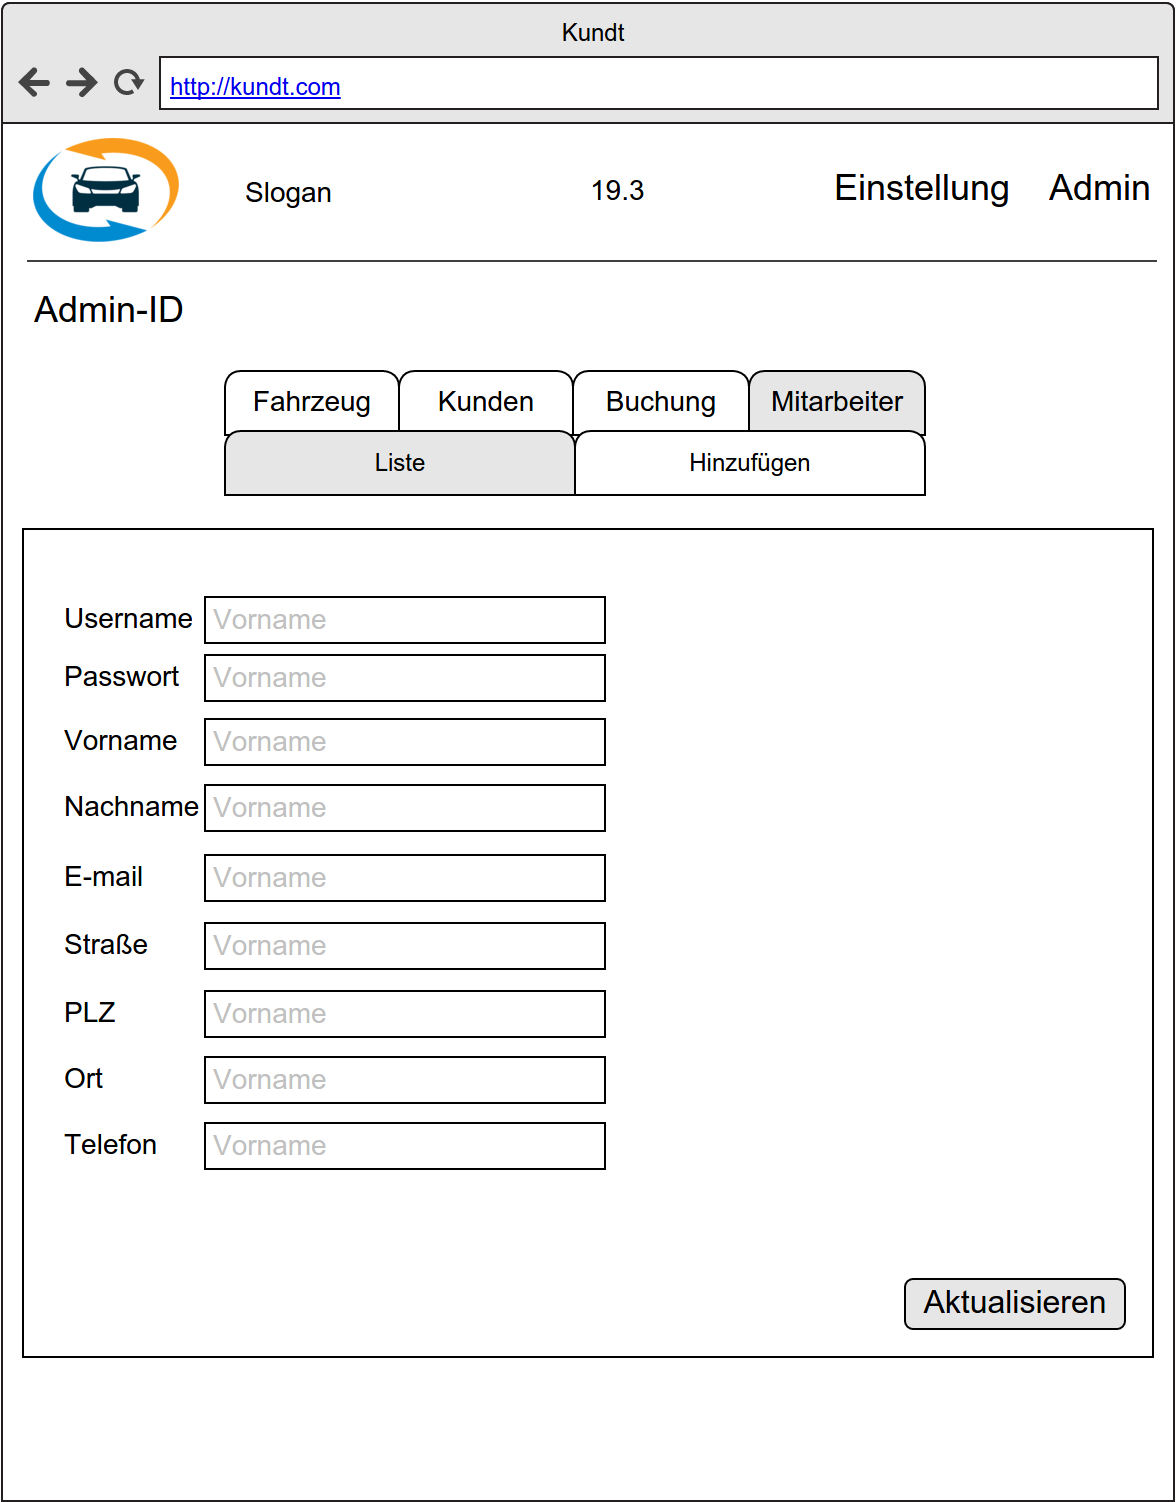 Kundt
http://kundt.com
Slogan 19.3 Einstellung Admin
Admin-ID
Fahrzeug Kunden Buchung Mitarbeiter
Liste Hinzufügen
Username Vorname
Passwort Vorname
Vorname Vorname
Nachname Vorname
E-mail Vorname
Straße Vorname
PLZ Vorname
Ort Vorname
Telefon Vorname
Aktualisieren